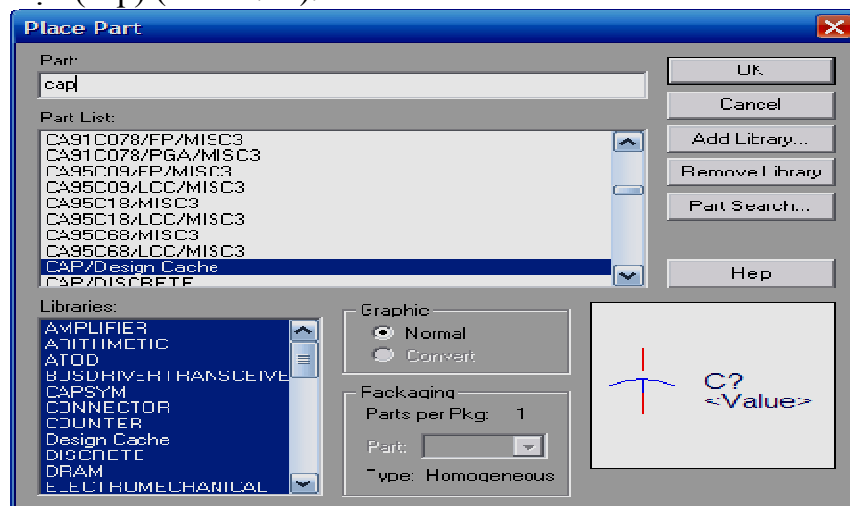 Place Part
Part:
cap
Part List:
CA91C078/FP/MISC3
CA91C078/PGA/MISC3
CA95C09/FP/MISC3
CA95C09/LCC/MISC3
CA95C18/MISC3
CA95C18/LCC/MISC3
CA95C68/MISC3
CA95C68/LCC/MISC3
CAP/Design Cache
CAP/DISCRETE
OK
Cancel
Add Library...
Remove Library
Part Search...
Help
Libraries:
AMPLIFIER
ARITHMETIC
ATOD
BUSDRIVERTRANSCEIVE
CAPSYM
CONNECTOR
COUNTER
Design Cache
DISCRETE
DRAM
ELECTROMECHANICAL
Graphic
Normal
Convert
Packaging
Parts per Pkg: 1
Part:
Type: Homogeneous
C?
<Value>